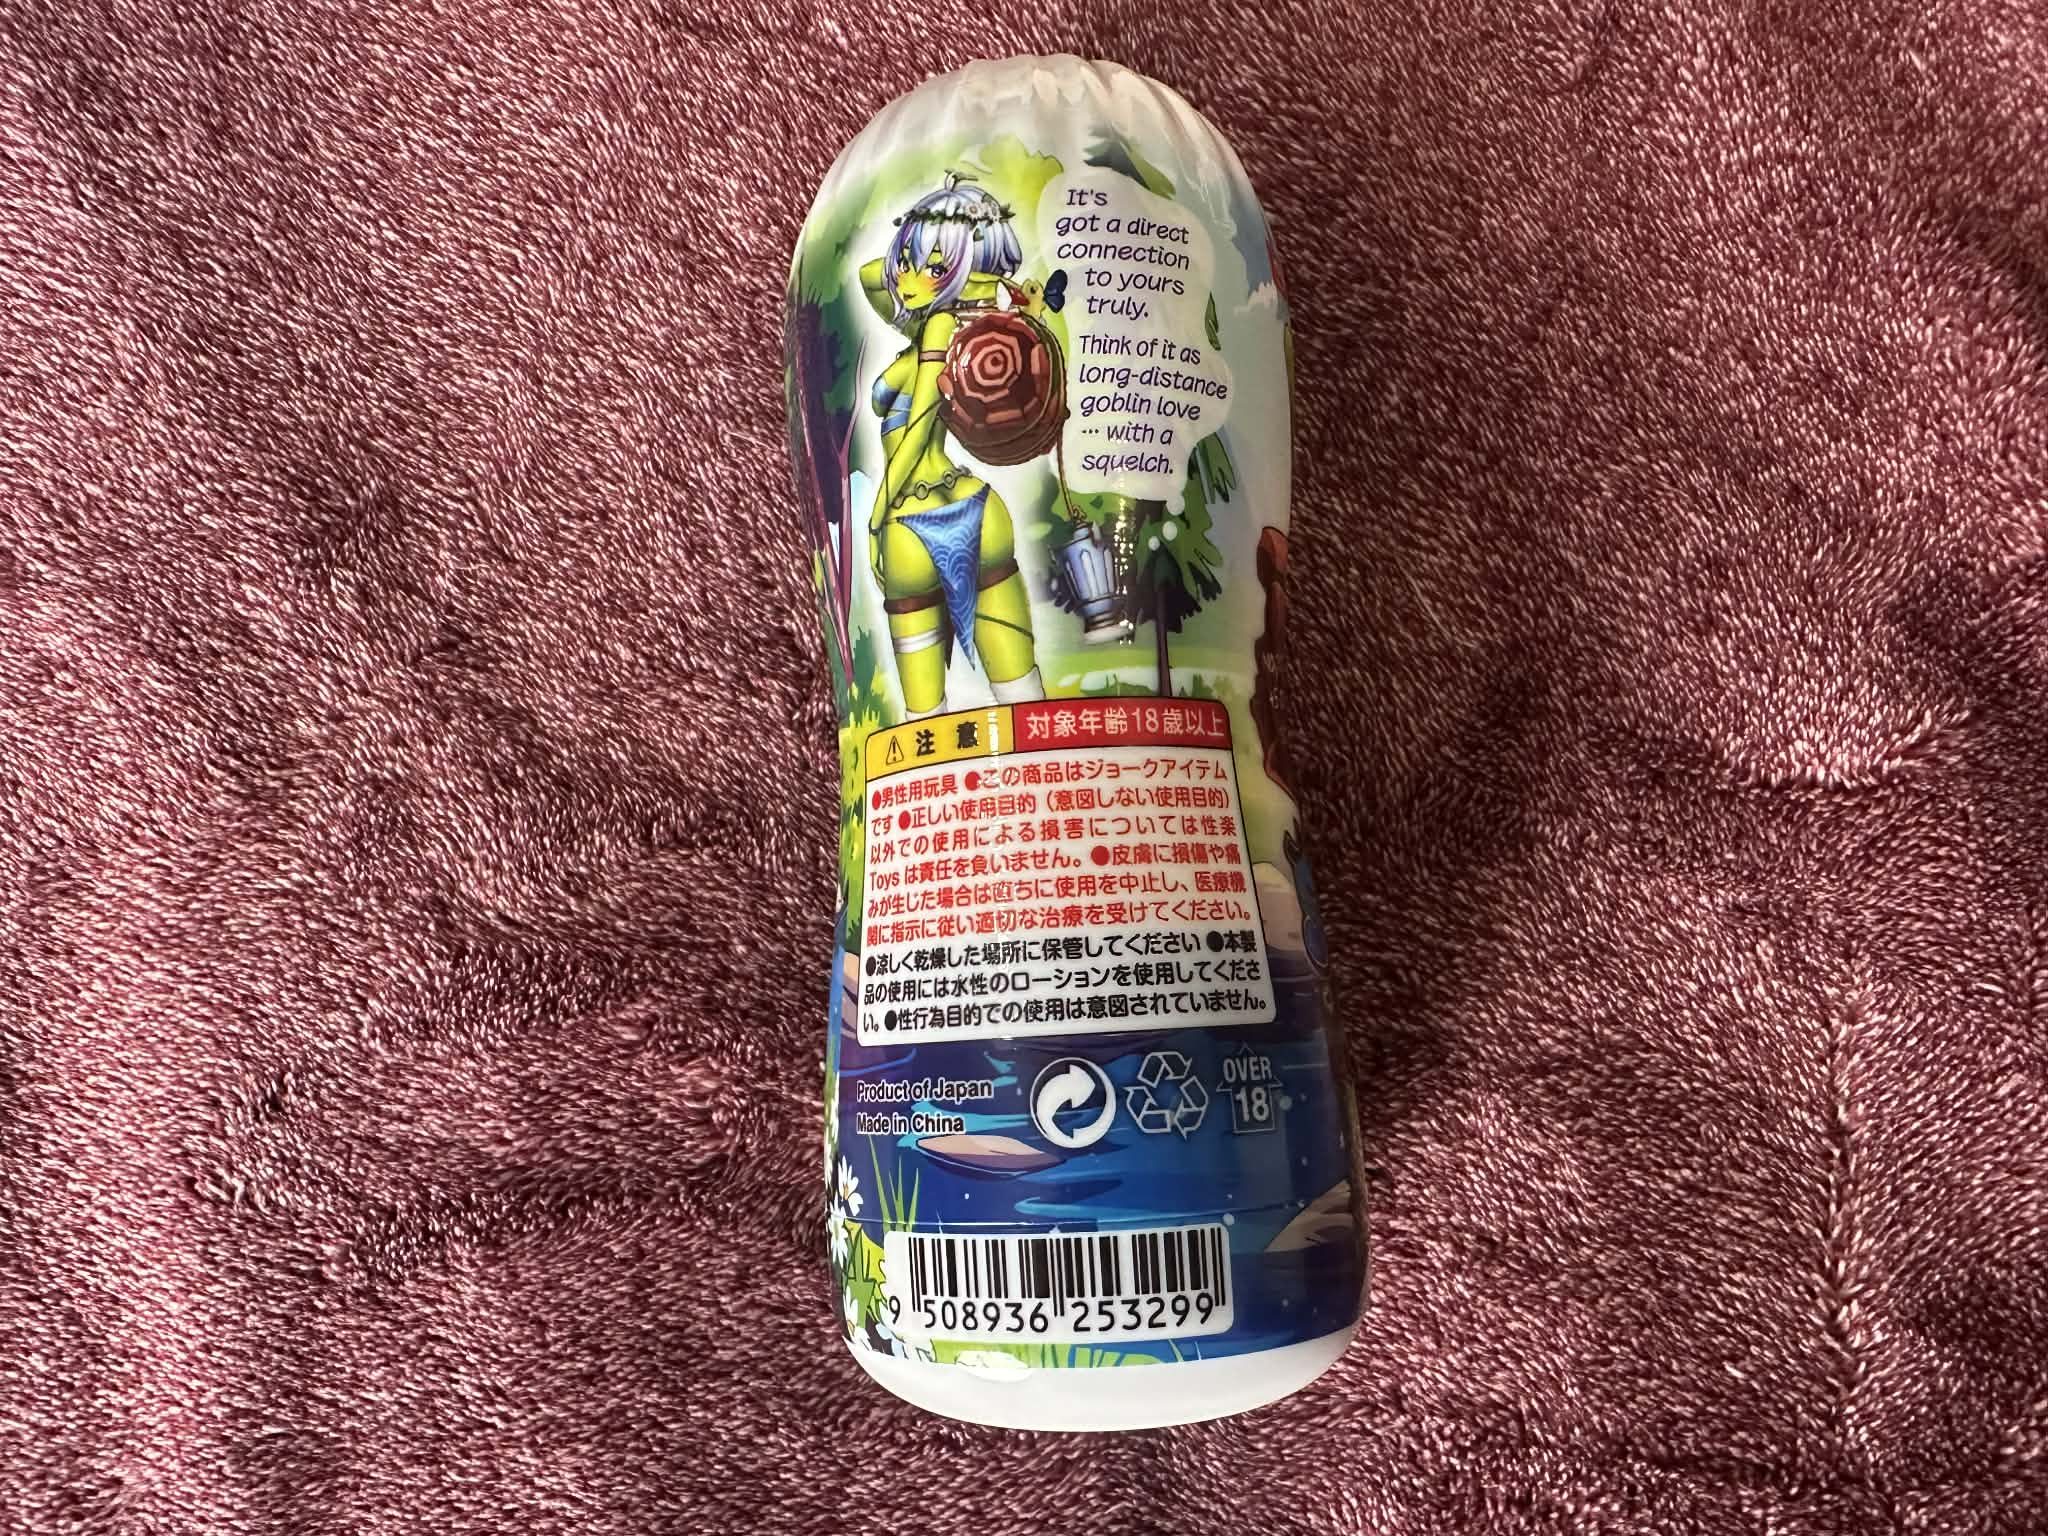 It's
got a direct
connection
to yours
truly.
Think of it as
long-distance
goblin love
... with a
squelch.
注意
対象年齢18歳以上
●男性用玩具 ●この商品はジョークアイテム
です ●正しい使用目的（意図しない使用目的）
以外での使用による損害については性楽
Toys は責任を負いません。 ●皮膚に損傷や痛
みが生じた場合は直ちに使用を中止し、医療機
関に指示に従い適切な治療を受けてください。
●涼しく乾燥した場所に保管してください ●本製
品の使用には水性のローションを使用してくださ
い。●性行為目的での使用は意図されていません。
Product of Japan
Made in China
OVER
18
9 508936 253299